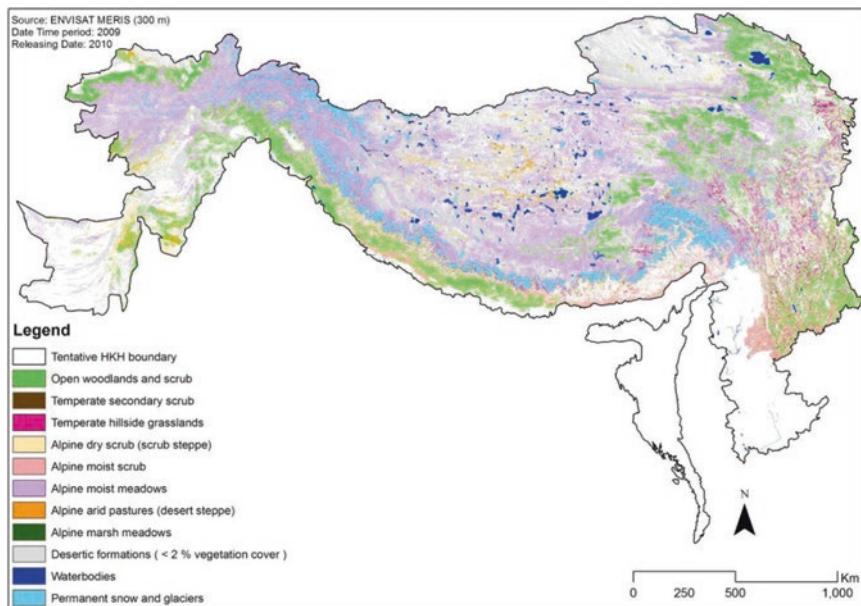 Source: ENVISAT MERIS (300 m)
Date Time period: 2009
Releasing Date: 2010
Legend
Tentative HKH boundary
Open woodlands and scrub
Temperate secondary scrub
Temperate hillside grasslands
Alpine dry scrub (scrub steppe)
Alpine moist scrub
Alpine moist meadows
Alpine arid pastures (desert steppe)
Alpine marsh meadows
Desertic formations ( < 2 % vegetation cover )
Waterbodies
Permanent snow and glaciers
N
Km
0 250 500 1,000